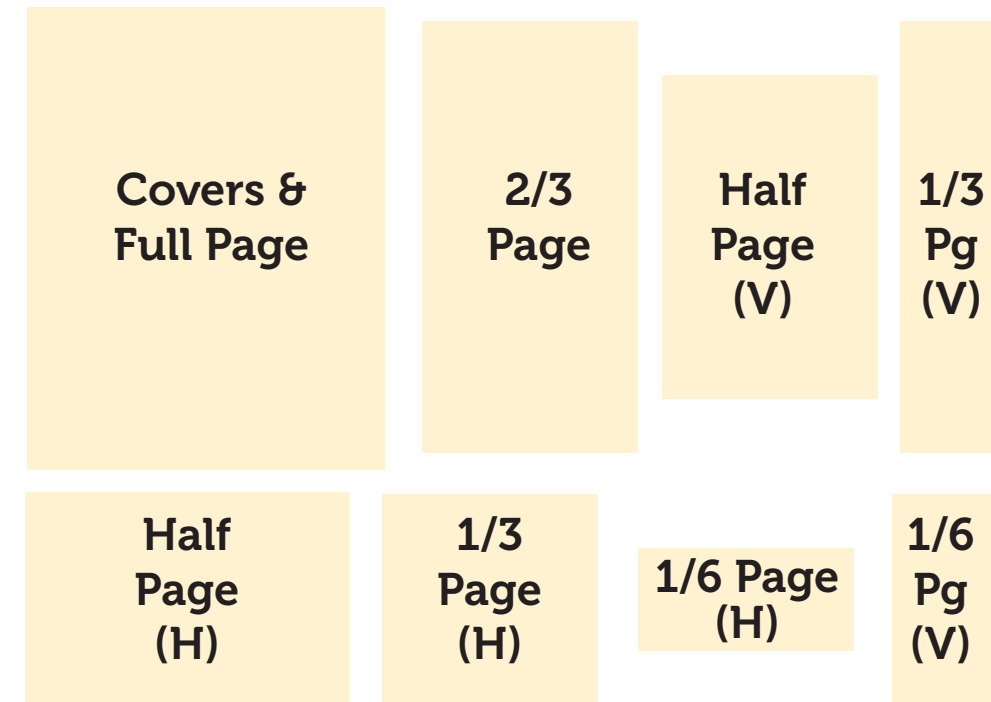 Covers &
Full Page
2/3
Page
Half
Page
(V)
1/3
Pg
(V)
Half
Page
(H)
1/3
Page
(H)
1/6 Page
(H)
1/6
Pg
(V)